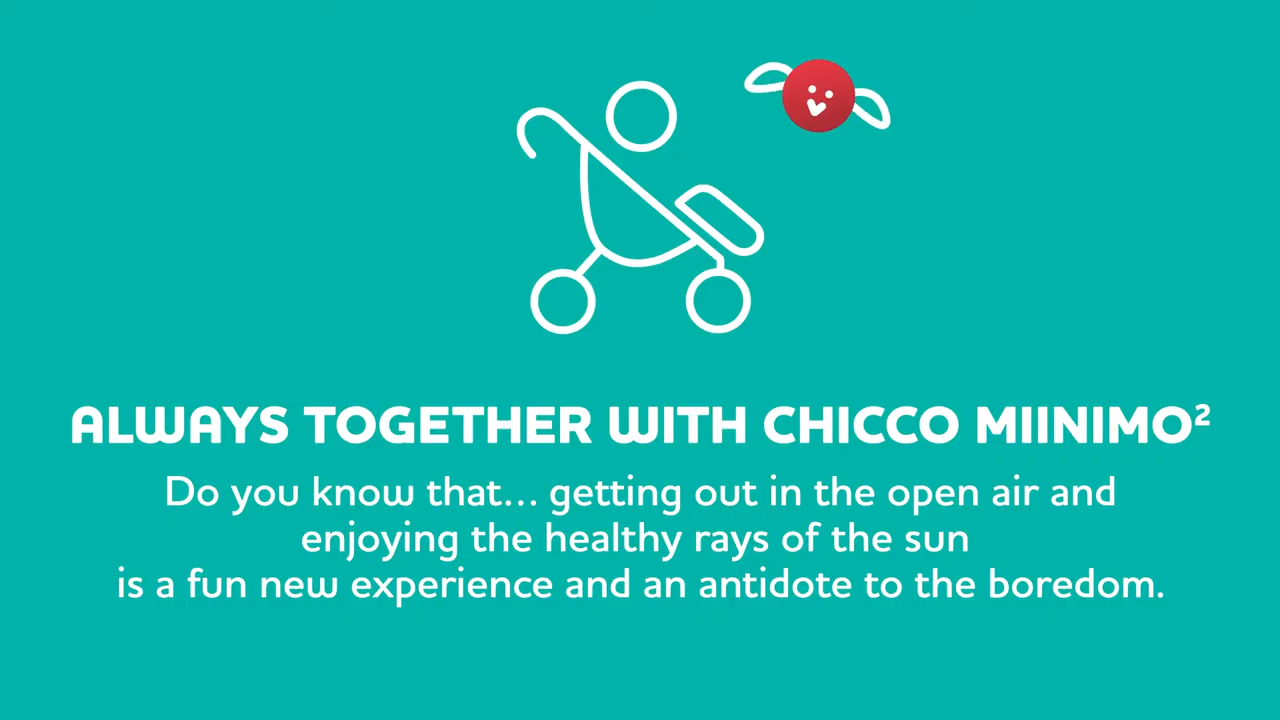 ALWAYS TOGETHER WITH CHICCO MIINIMO²
Do you know that... getting out in the open air and
enjoying the healthy rays of the sun
is a fun new experience and an antidote to the boredom.